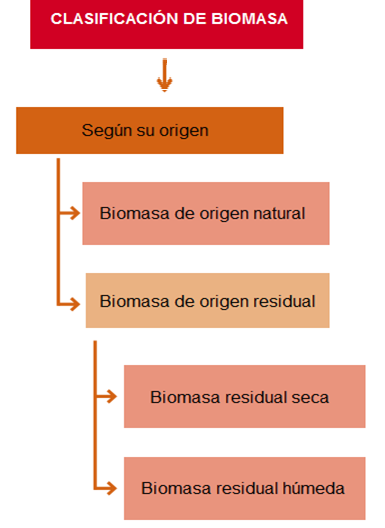 CLASIFICACIÓN DE BIOMASA
Según su origen
Biomasa de origen natural
Biomasa de origen residual
Biomasa residual seca
Biomasa residual húmeda